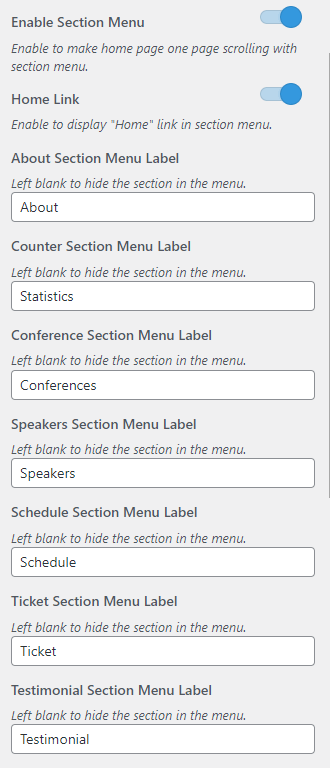 Enable Section Menu
Enable to make home page one page scrolling with
section menu.
Home Link
Enable to display "Home" link in section menu.
About Section Menu Label
Left blank to hide the section in the menu.
About
Counter Section Menu Label
Left blank to hide the section in the menu.
Statistics
Conference Section Menu Label
Left blank to hide the section in the menu.
Conferences
Speakers Section Menu Label
Left blank to hide the section in the menu.
Speakers
Schedule Section Menu Label
Left blank to hide the section in the menu.
Schedule
Ticket Section Menu Label
Left blank to hide the section in the menu.
Ticket
Testimonial Section Menu Label
Left blank to hide the section in the menu.
Testimonial